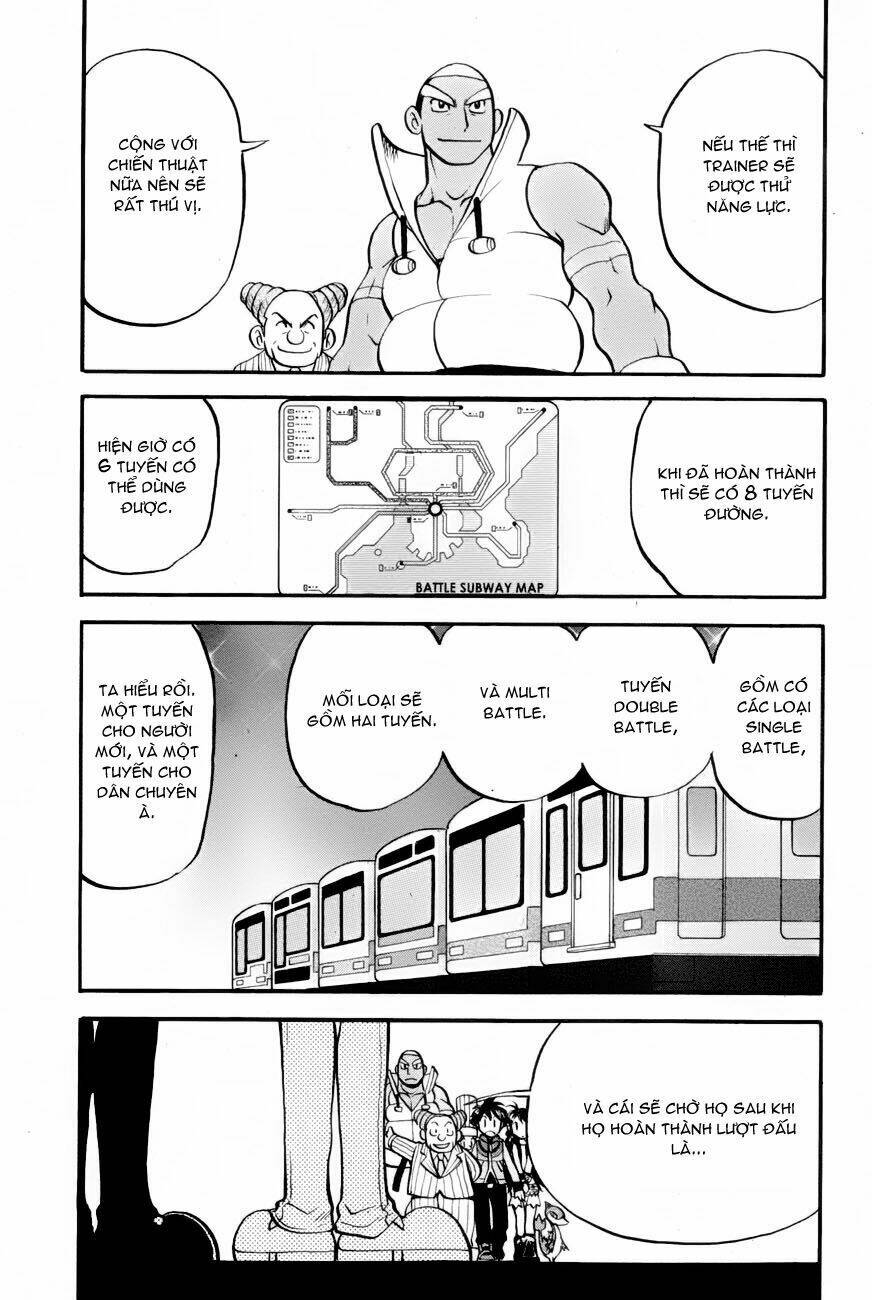 NẾU THẾ THÌ
TRAINER SẼ
ĐƯỢC THỬ
NĂNG LỰC.
CỘNG VỚI
CHIẾN THUẬT
NỮA NÊN SẼ
RẤT THÚ VỊ.
KHI ĐÃ HOÀN THÀNH
THÌ SẼ CÓ 8 TUYẾN
ĐƯỜNG.
BATTLE SUBWAY MAP
HIỆN GIỜ CÓ
6 TUYẾN CÓ
THỂ DÙNG
ĐƯỢC.
GỒM CÓ
CÁC LOẠI
SINGLE
BATTLE,
TUYẾN
DOUBLE
BATTLE,
VÀ MULTI
BATTLE.
MỖI LOẠI SẼ
GỒM HAI TUYẾN.
TA HIỂU RỒI.
MỘT TUYẾN
CHO NGƯỜI
MỚI, VÀ MỘT
TUYẾN CHO
DÂN CHUYÊN
À.
VÀ CÁI SẼ CHỜ HỌ SAU KHI
HỌ HOÀN THÀNH LƯỢT ĐẤU
LÀ...